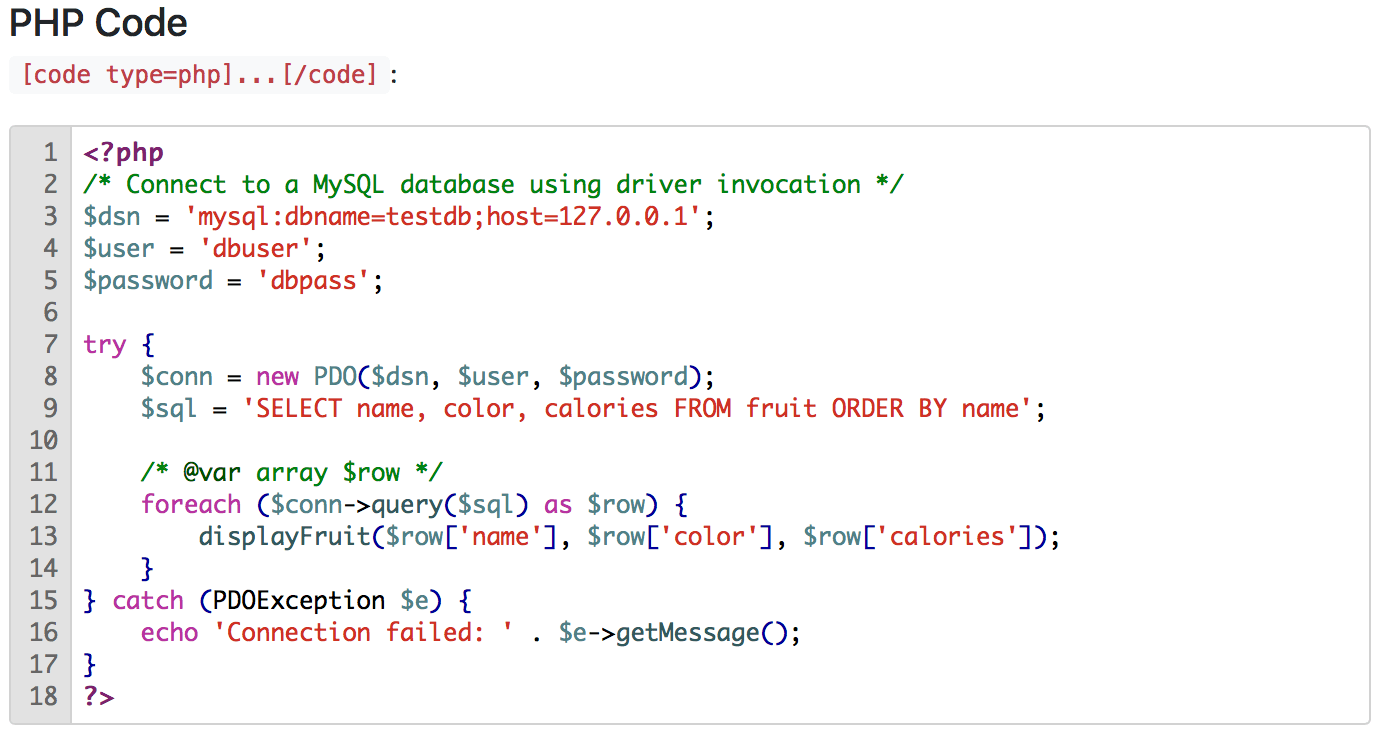 PHP Code
[code type=php]...[/code] :
1 <?php
2 /* Connect to a MySQL database using driver invocation */
3 $dsn = 'mysql:dbname=testdb;host=127.0.0.1';
4 $user = 'dbuser';
5 $password = 'dbpass';
6
7 try {
8     $conn = new PDO($dsn, $user, $password);
9     $sql = 'SELECT name, color, calories FROM fruit ORDER BY name';
10
11     /* @var array $row */
12     foreach ($conn->query($sql) as $row) {
13         displayFruit($row['name'], $row['color'], $row['calories']);
14     }
15 } catch (PDOException $e) {
16     echo 'Connection failed: ' . $e->getMessage();
17 }
18 ?>